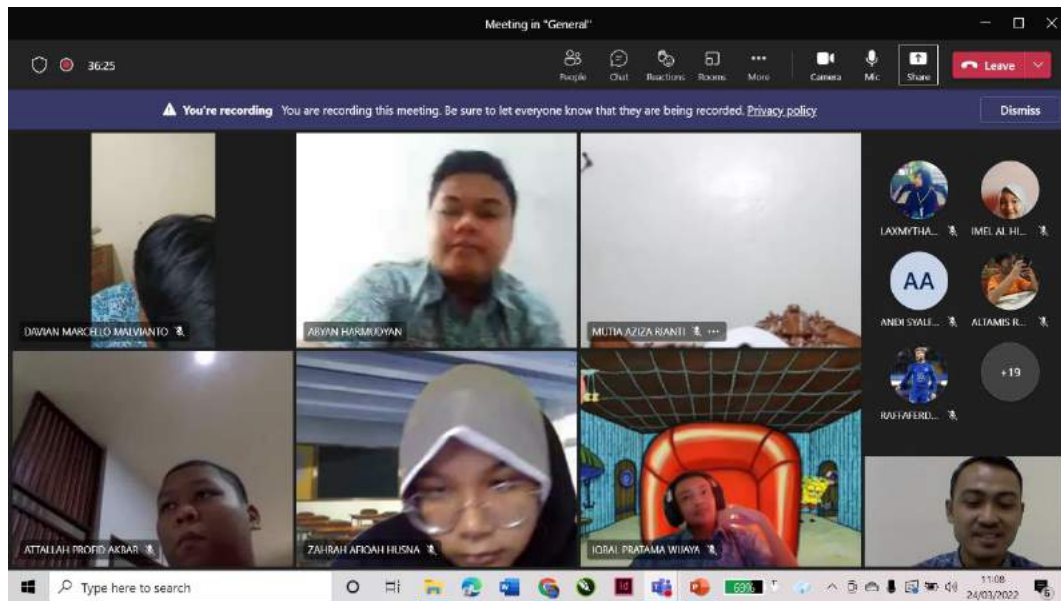 Meeting in "General"
36:25
People
Chat
Reactions
Rooms
More
Camera
Mic
Share
Leave
You're recording You are recording this meeting. Be sure to let everyone know that they are being recorded. Privacy policy
Dismiss
DAVIAN MARCELLO MALVIANTO
ARYAN HARMUDYAN
MUTIA AZIZA RIANTI
LAXMYTHA...
IMEL AL HI...
AA
ANDI SYALE...
ALTAMIS R...
RAFFAFERD...
+19
ATTALLAH PROFID AKBAR
ZAHRAH AFIQAH HUSNA
IQBAL PRATAMA WIJAYA
Type here to search
69%
11:08
24/03/2022